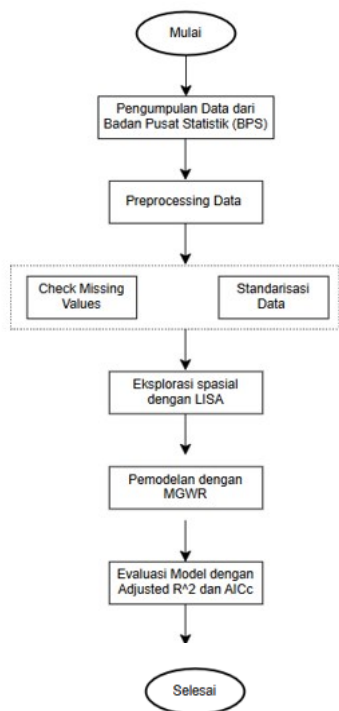 Mulai
Pengumpulan Data dari
Badan Pusat Statistik (BPS)
Preprocessing Data
Check Missing
Values
Standarisasi
Data
Eksplorasi spasial
dengan LISA
Pemodelan dengan
MGWR
Evaluasi Model dengan
Adjusted R^2 dan AICc
Selesai